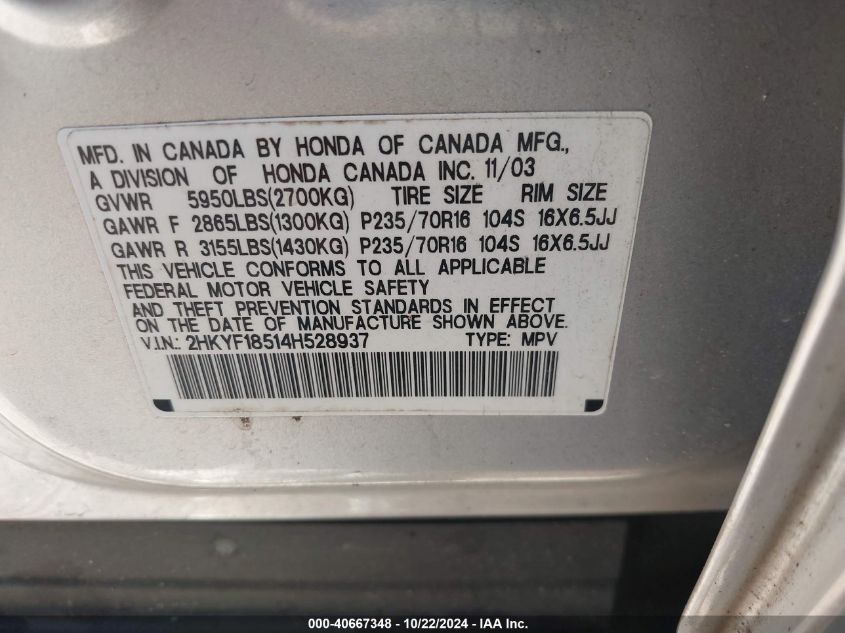 MFD. IN CANADA BY HONDA OF CANADA MFG.,
A DIVISION OF HONDA CANADA INC. 11/03
GVWR 5950LBS(2700KG) TIRE SIZE RIM SIZE
GAWR F 2865LBS(1300KG) P235/70R16 104S 16X6.5JJ
GAWR R 3155LBS(1430KG) P235/70R16 104S 16X6.5JJ
THIS VEHICLE CONFORMS TO ALL APPLICABLE
FEDERAL MOTOR VEHICLE SAFETY
AND THEFT PREVENTION STANDARDS IN EFFECT
ON THE DATE OF MANUFACTURE SHOWN ABOVE.
V.I.N.: 2HKYF18514H528937 TYPE: MPV
000-40667348 - 10/22/2024 - IAA Inc.